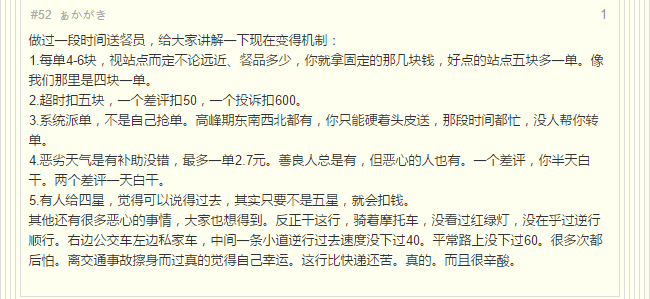 #52 ぁかがき 1
做过一段时间送餐员，给大家讲解一下现在变得机制：
1.每单4-6块，视站点而定不论远近、餐品多少，你就拿固定的那几块钱，好点的站点五块多一单。像
我们那里是四块一单。
2.超时扣五块，一个差评扣50，一个投诉扣600。
3.系统派单，不是自己抢单。高峰期东南西北都有，你只能硬着头皮送，那段时间都忙，没人帮你转
单。
4.恶劣天气是有补助没错，最多一单2.7元。善良人总是有，但恶心的人也有。一个差评，你半天白
干。两个差评一天白干。
5.有人给四星，觉得可以说得过去，其实只要不是五星，就会扣钱。
其他还有很多恶心的事情，大家也想得到。反正干这行，骑着摩托车，没看过红绿灯，没在乎过逆行
顺行。右边公交车左边私家车，中间一条小道逆行过去速度没下过40。平常路上没下过60。很多次都
后怕。离交通事故擦身而过真的觉得自己幸运。这行比快递还苦。真的。而且很辛酸。